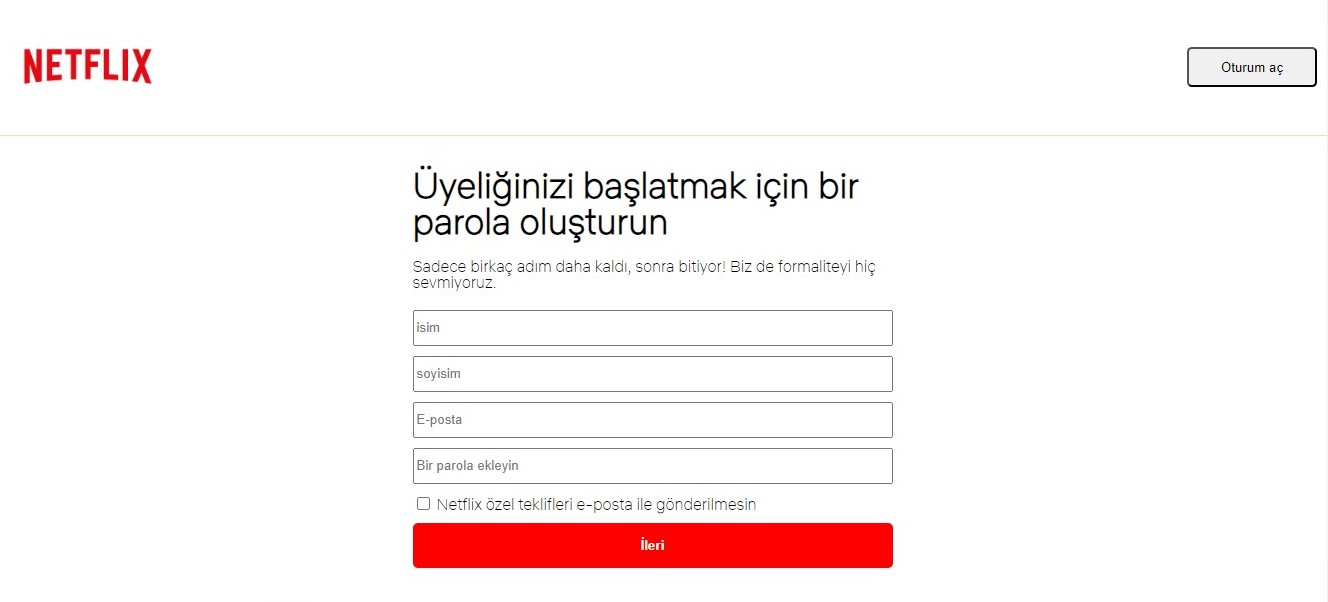 NETFLIX
Oturum aç
Üyeliğinizi başlatmak için bir
parola oluşturun
Sadece birkaç adım daha kaldı, sonra bitiyor! Biz de formaliteyi hiç
sevmiyoruz.
isim
soyisim
E-posta
Bir parola ekleyin
Netflix özel teklifleri e-posta ile gönderilmesin
İleri